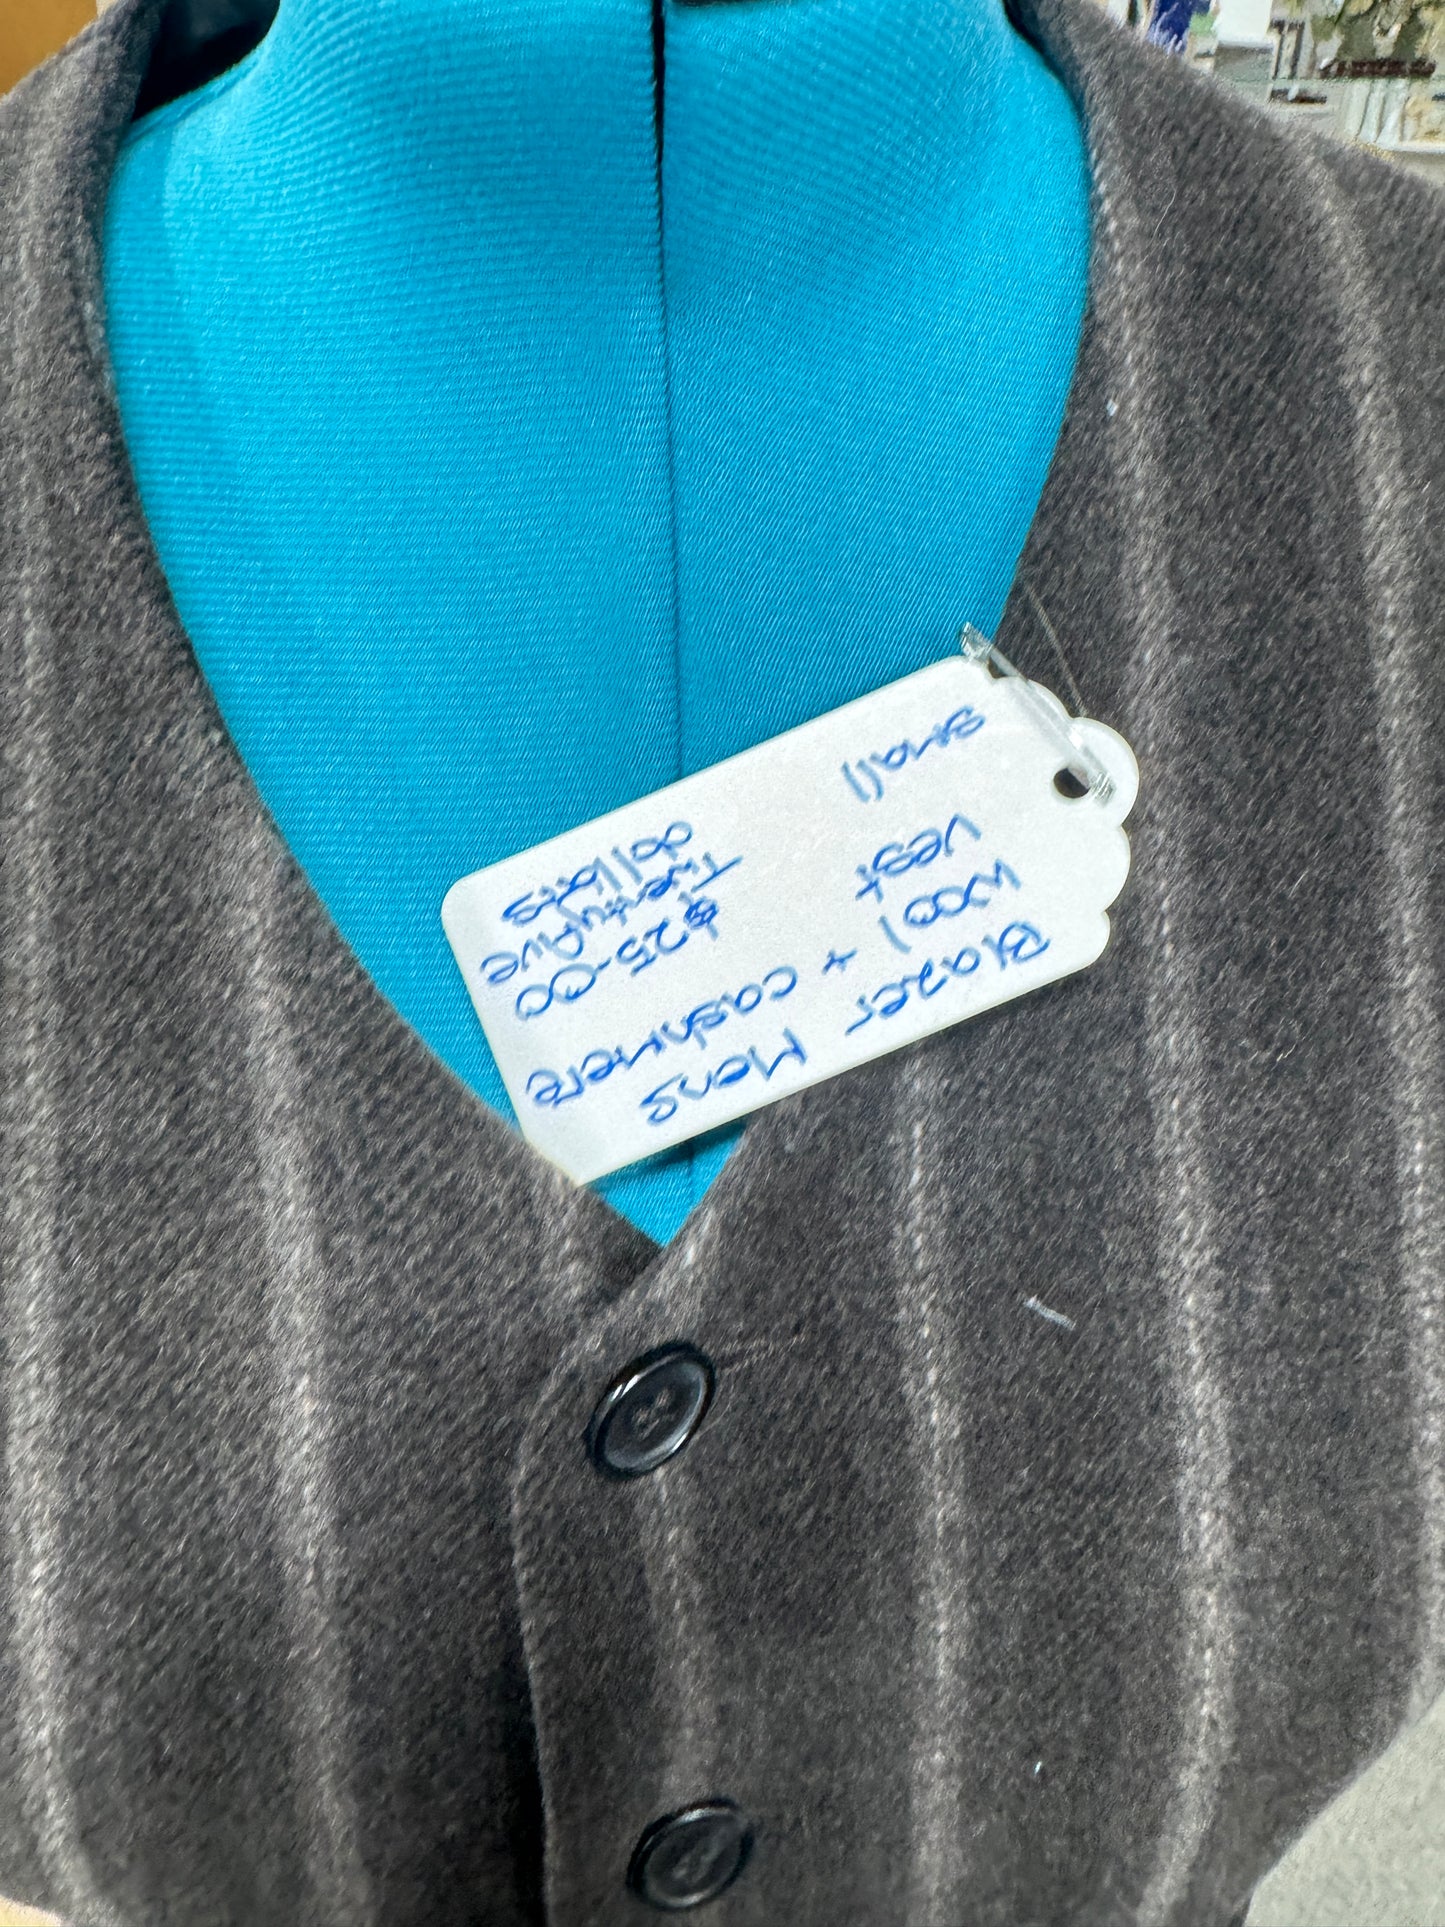 Blazer Mens
wool + cashmere
vest $25-00
Twentyfive
small dollars